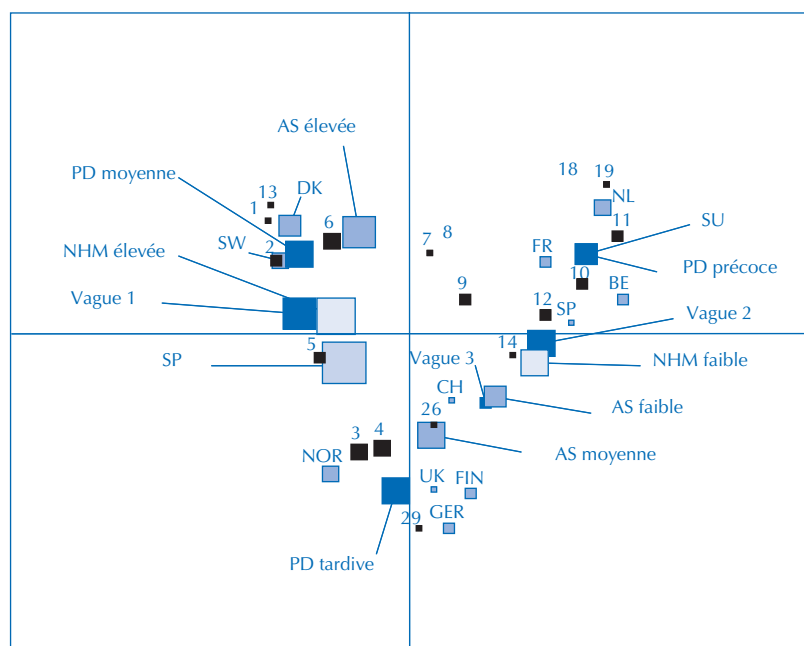 AS élevée
PD moyenne
18
19
13
DK
NL
1
6
11
SU
SW
2
7
8
FR
NHM élevée
PD précoce
10
BE
Vague 1
9
12
SP
Vague 2
5
14
SP
Vague 3
NHM faible
CH
26
AS faible
3
4
NOR
AS moyenne
UK
FIN
29
GER
PD tardive